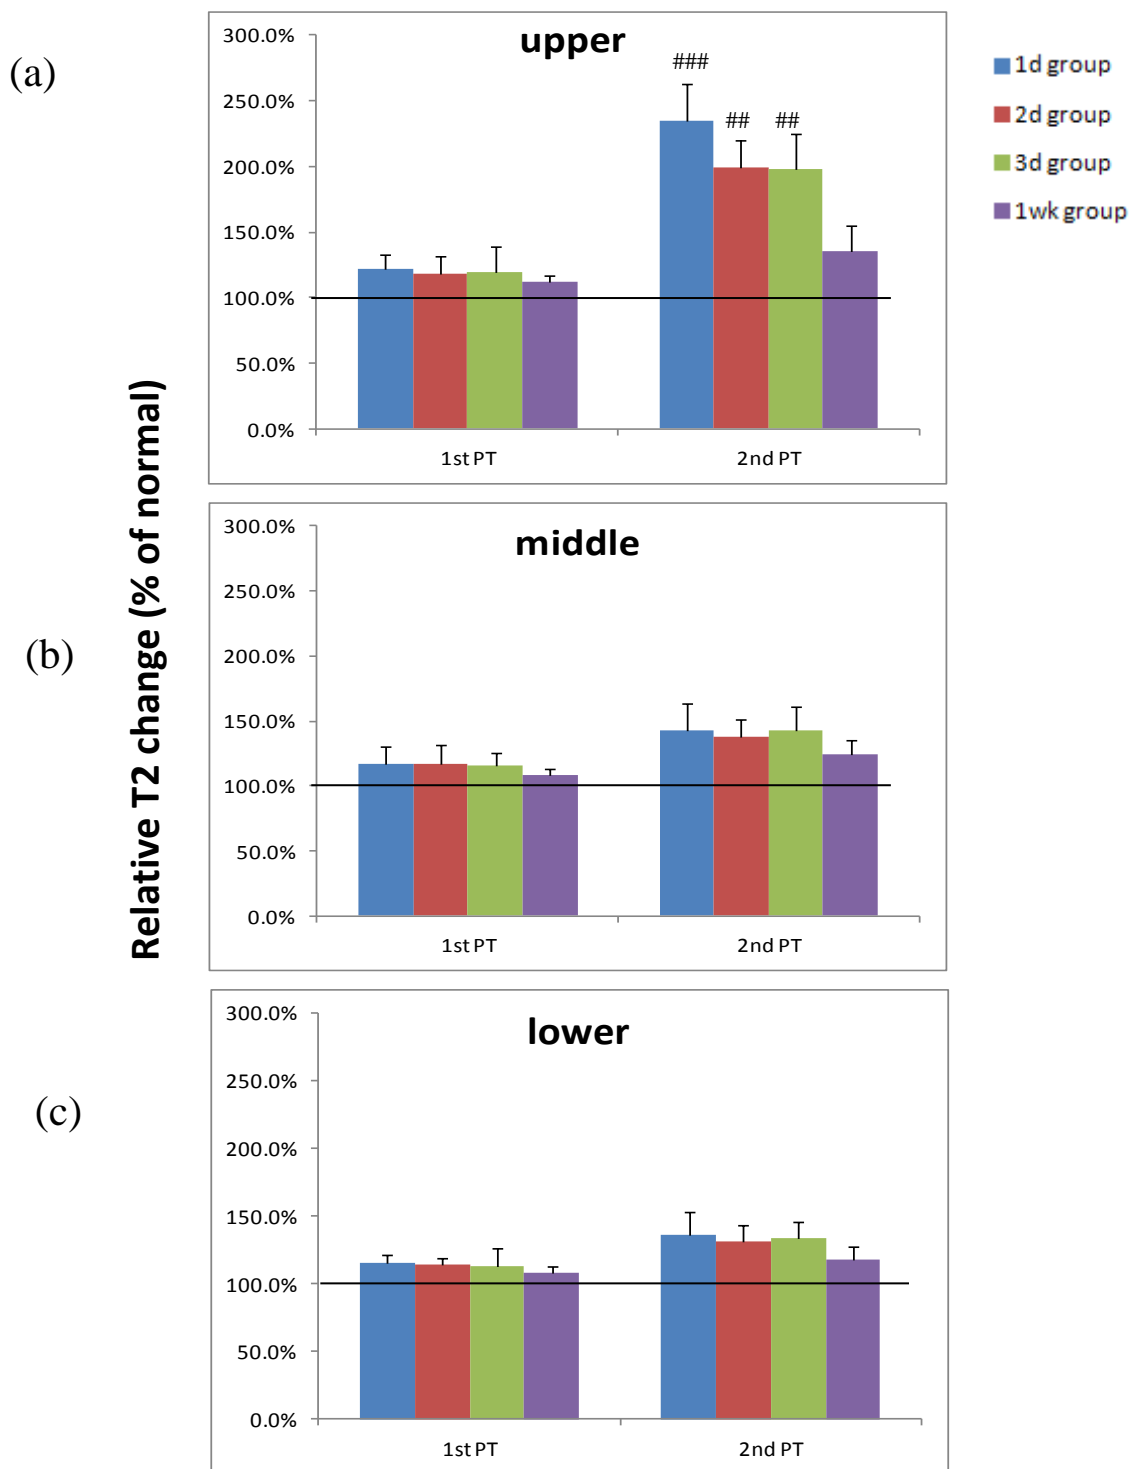 (a)
upper
300.0%
250.0%
200.0%
150.0%
100.0%
50.0%
0.0%
###
##
##
1st PT
2nd PT
1d group
2d group
3d group
1wk group
Relative T2 change (% of normal)
(b)
middle
300.0%
250.0%
200.0%
150.0%
100.0%
50.0%
0.0%
1st PT
2nd PT
(c)
lower
300.0%
250.0%
200.0%
150.0%
100.0%
50.0%
0.0%
1st PT
2nd PT